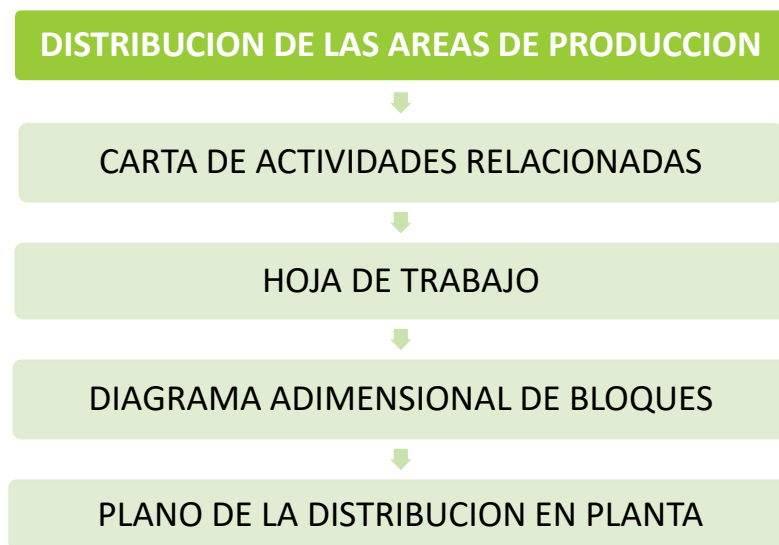 DISTRIBUCION DE LAS AREAS DE PRODUCCION
CARTA DE ACTIVIDADES RELACIONADAS
HOJA DE TRABAJO
DIAGRAMA ADIMENSIONAL DE BLOQUES
PLANO DE LA DISTRIBUCION EN PLANTA